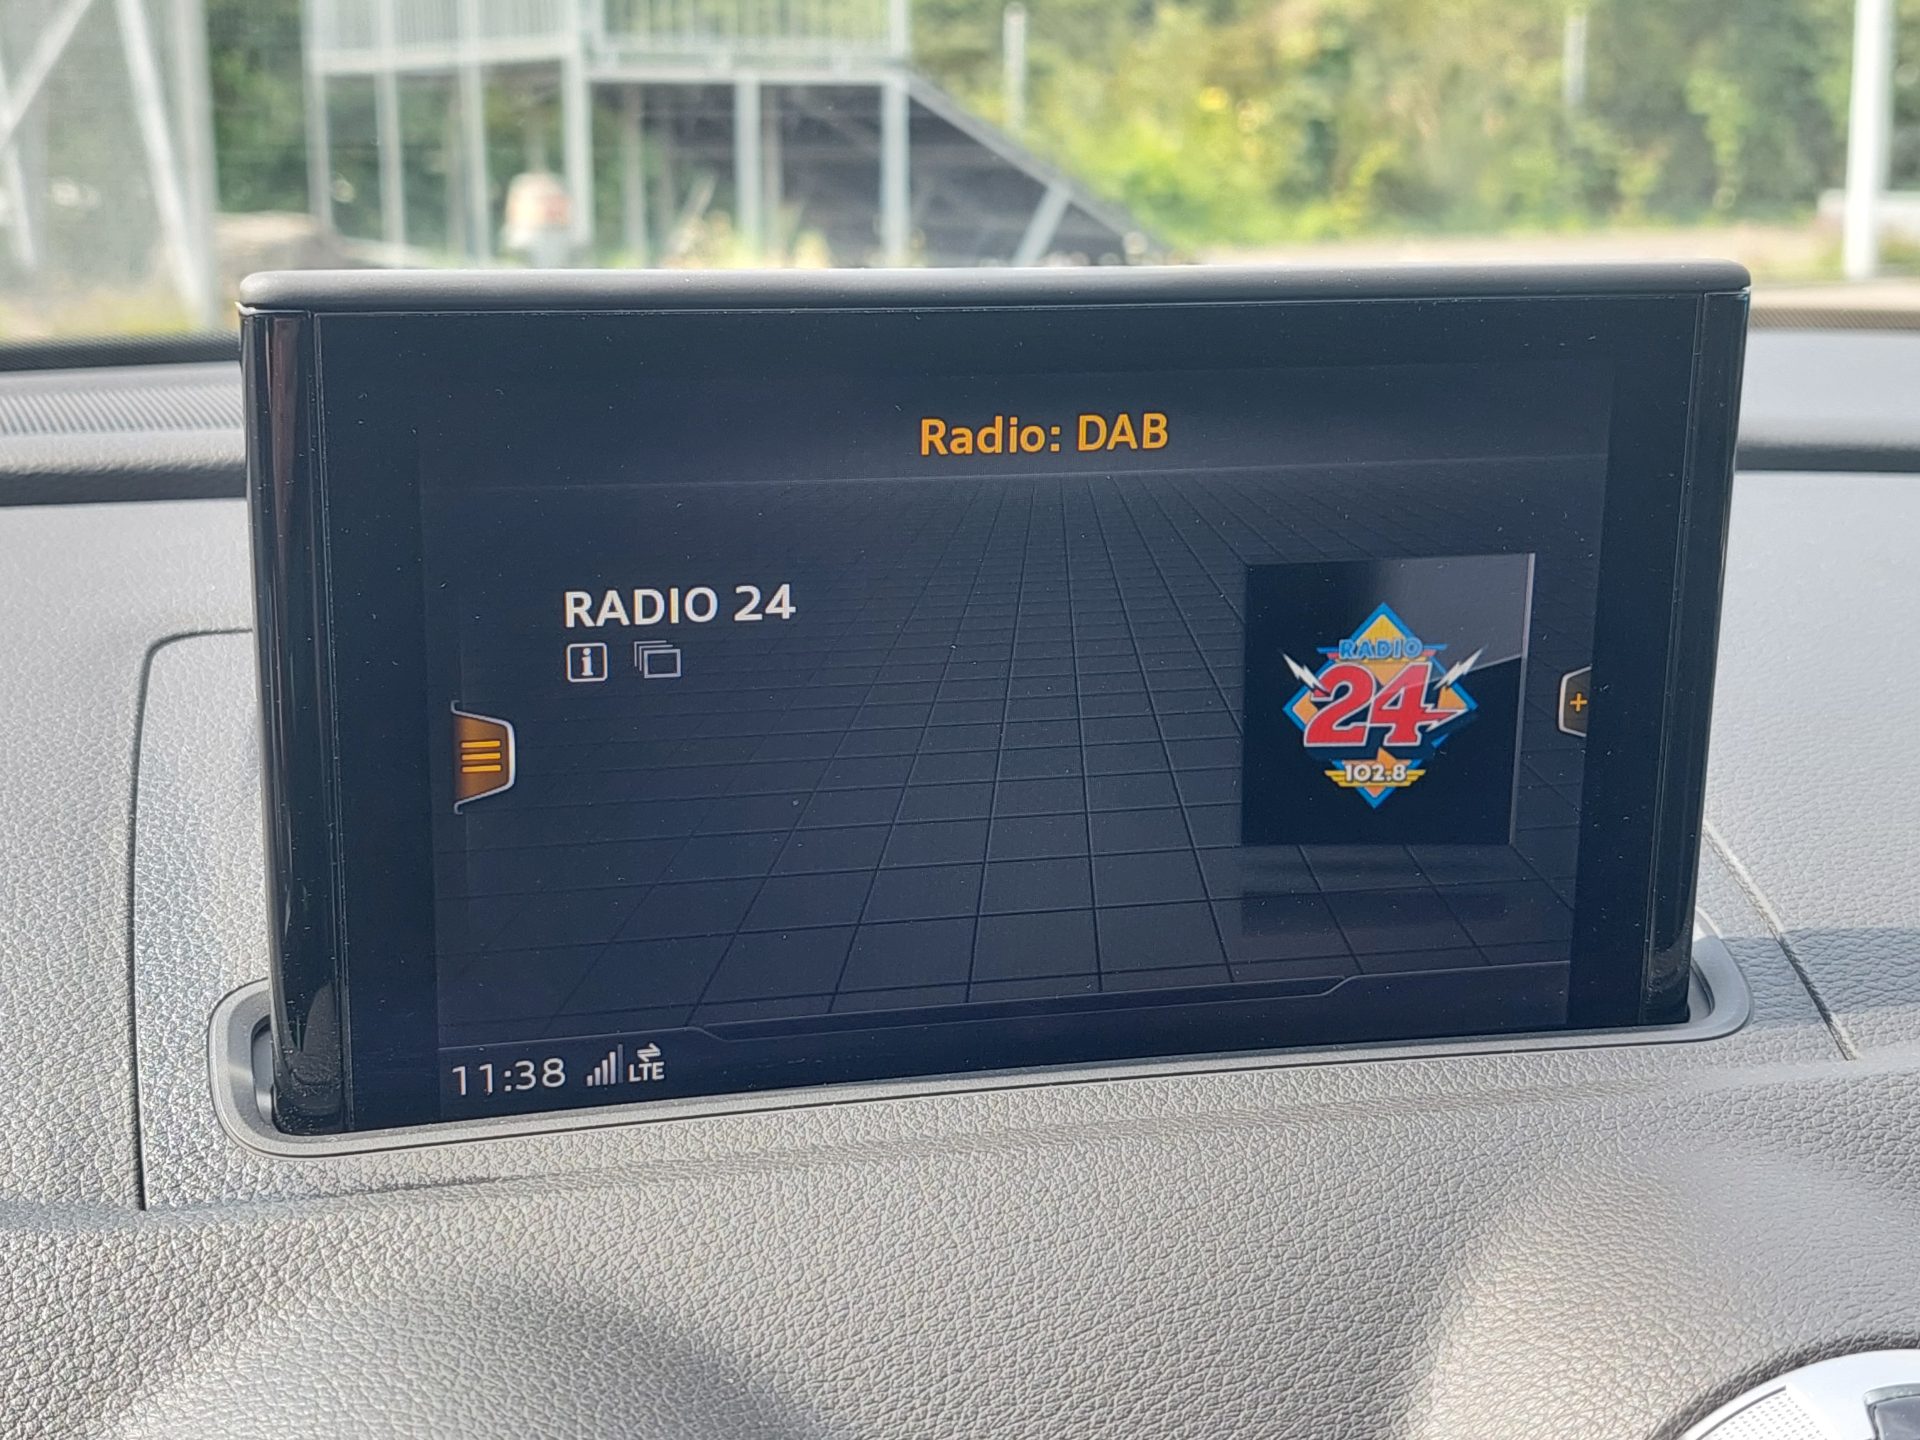 Radio: DAB
RADIO 24
RADIO
24
102.8
11:38 LTE